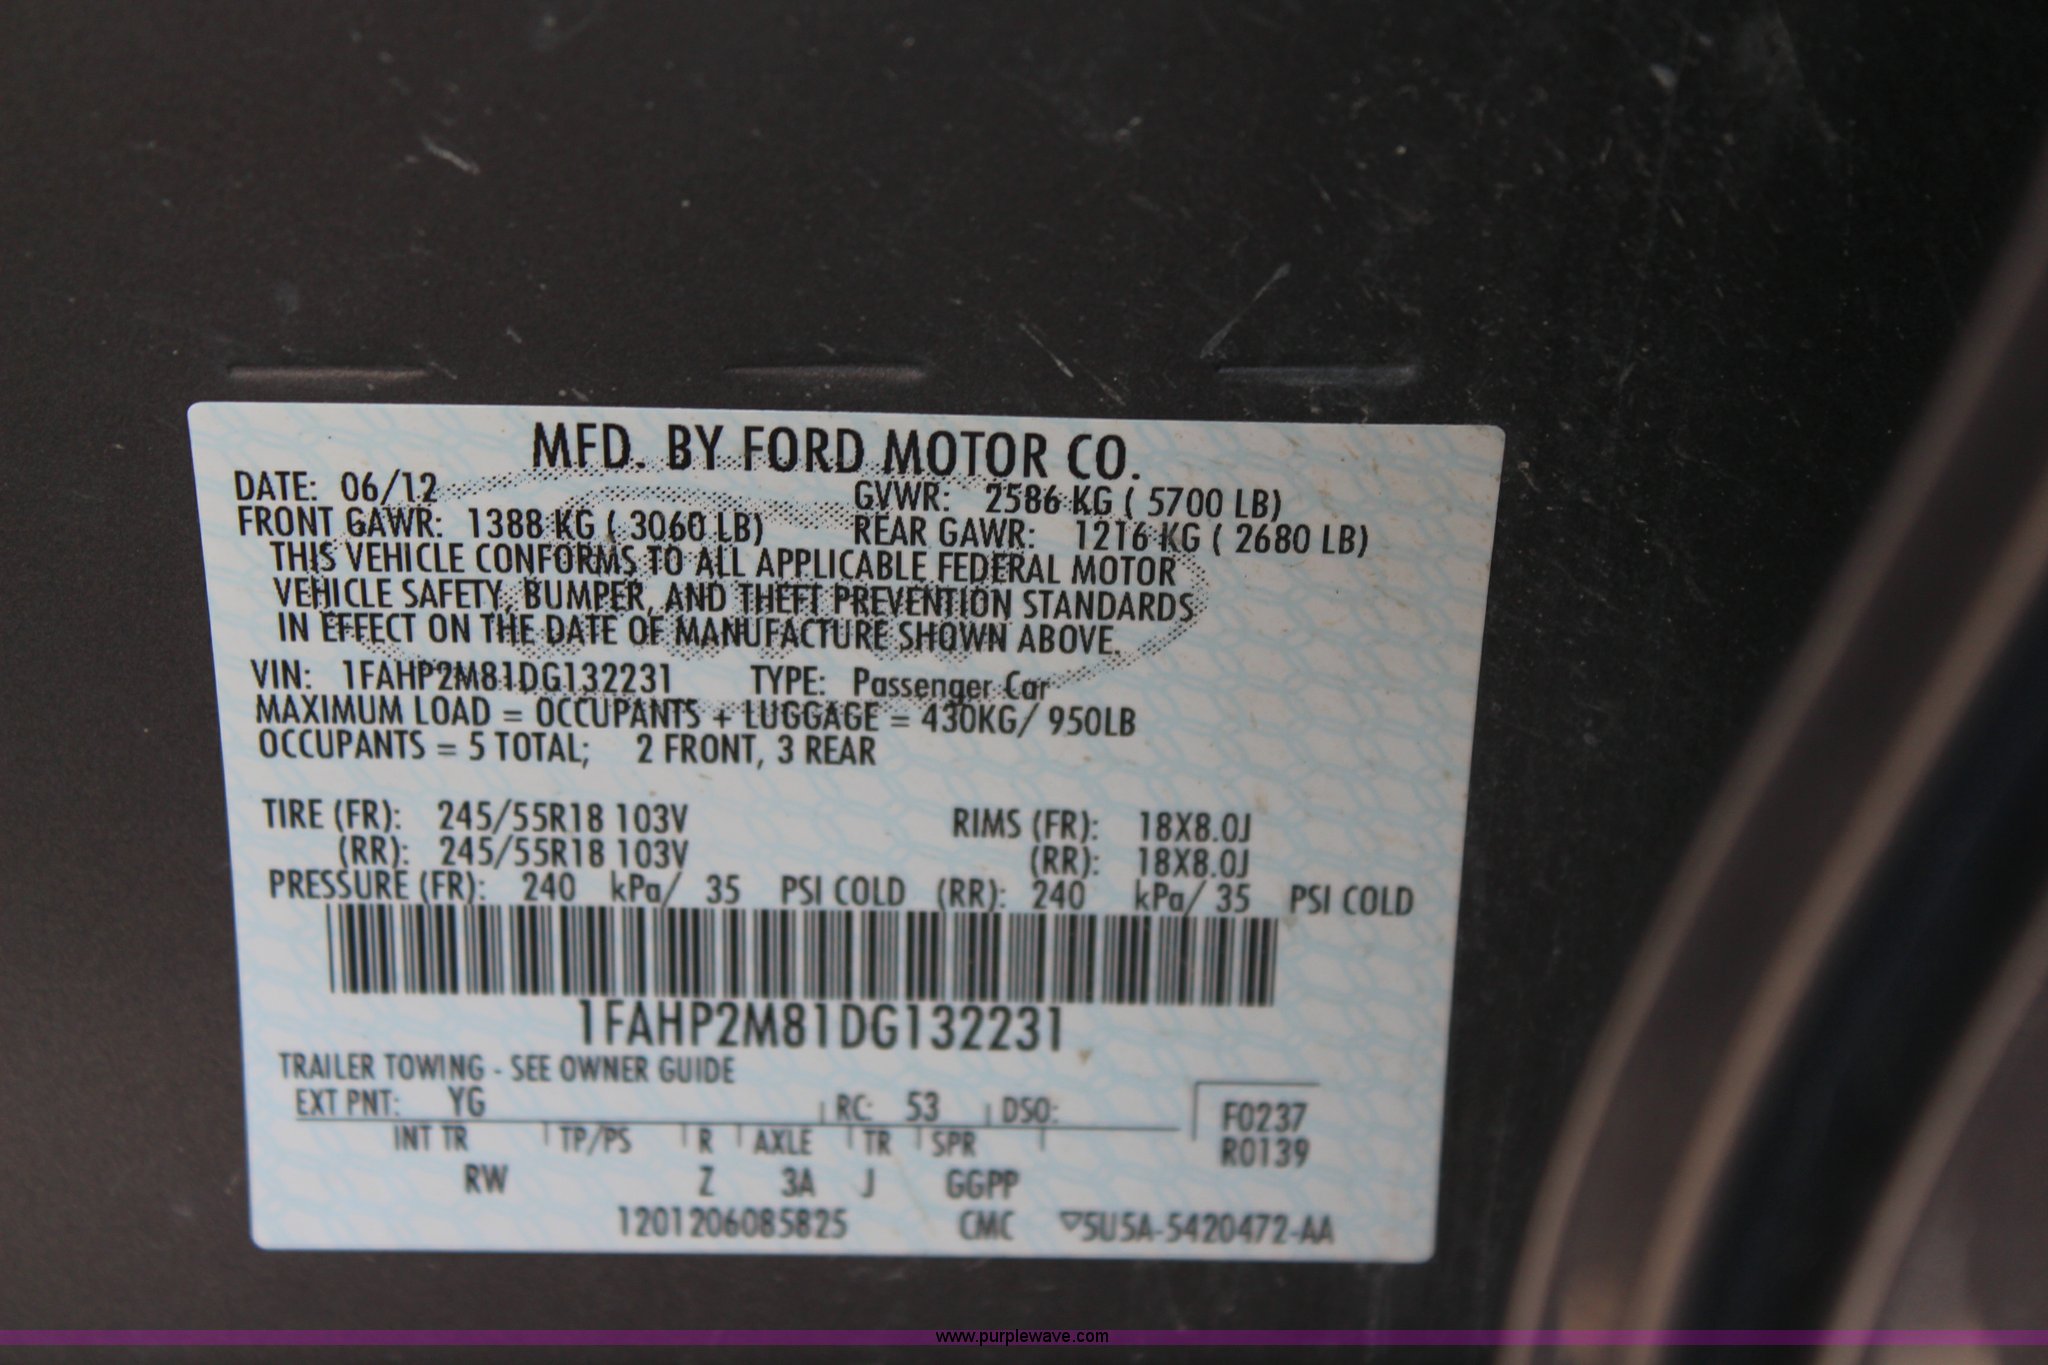 MFD. BY FORD MOTOR CO.
DATE: 06/12 GVWR: 2586 KG ( 5700 LB)
FRONT GAWR: 1388 KG ( 3060 LB) REAR GAWR: 1216 KG ( 2680 LB)
THIS VEHICLE CONFORMS TO ALL APPLICABLE FEDERAL MOTOR
VEHICLE SAFETY, BUMPER, AND THEFT PREVENTION STANDARDS
IN EFFECT ON THE DATE OF MANUFACTURE SHOWN ABOVE.
VIN: 1FAHP2M81DG132231 TYPE: Passenger Car
MAXIMUM LOAD = OCCUPANTS + LUGGAGE = 430KG/ 950LB
OCCUPANTS = 5 TOTAL; 2 FRONT, 3 REAR
TIRE (FR): 245/55R18 103V RIMS (FR): 18X8.0J
(RR): 245/55R18 103V (RR): 18X8.0J
PRESSURE (FR): 240 kPa/ 35 PSI COLD (RR): 240 kPa/ 35 PSI COLD
1FAHP2M81DG132231
TRAILER TOWING - SEE OWNER GUIDE
EXT PNT: YG RC: 53 DSO: F0237
INT TR TP/PS R AXLE TR SPR R0139
RW Z 3A J GGPP
1201206085825 CMC ▽5U5A-5420472-AA
www.purplewave.com